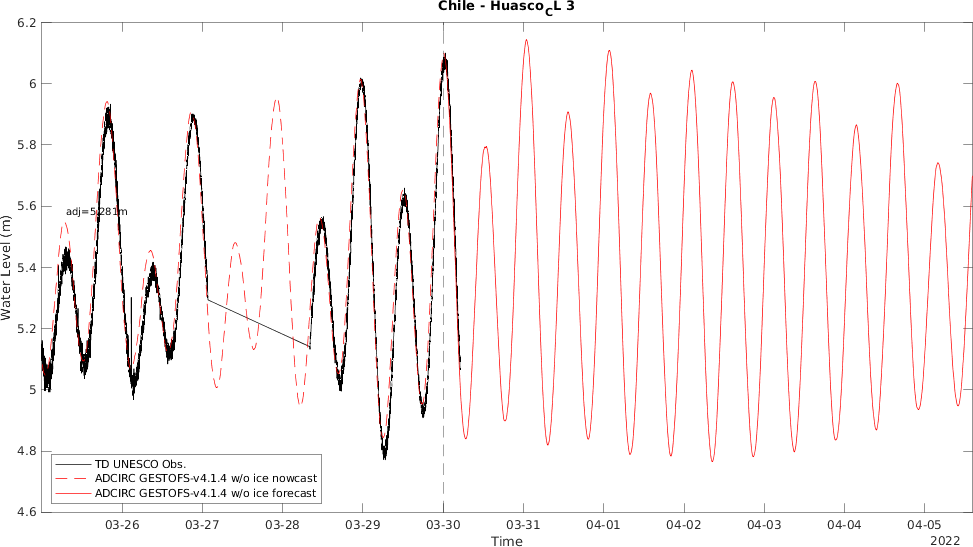 Chile - HuascoCL 3
6.2
6
5.8
5.6
5.4
5.2
5
4.8
4.6
Water Level (m)
adj=5.281m
TD UNESCO Obs.
ADCIRC GESTOFS-v4.1.4 w/o ice nowcast
ADCIRC GESTOFS-v4.1.4 w/o ice forecast
03-26 03-27 03-28 03-29 03-30 03-31 04-01 04-02 04-03 04-04 04-05
Time
2022